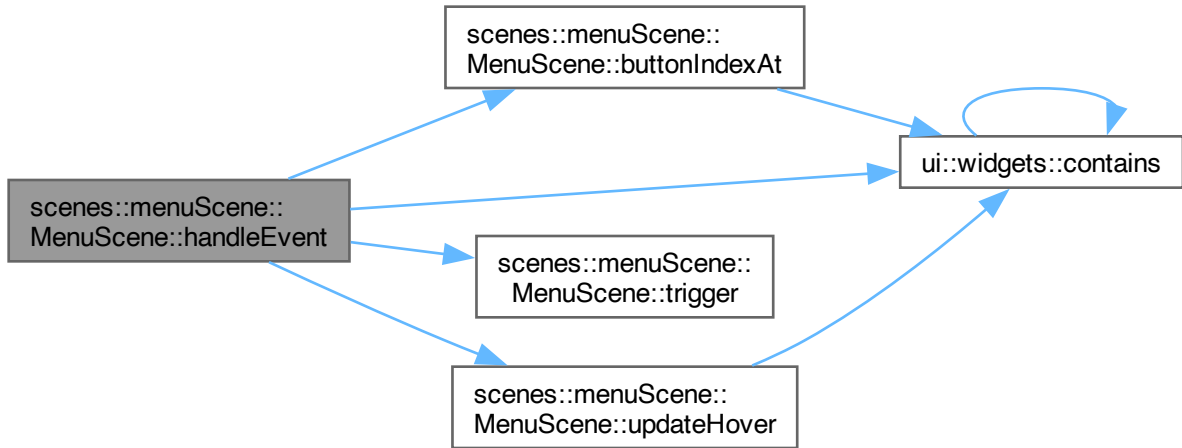 scenes::menuScene::
MenuScene::buttonIndexAt
ui::widgets::contains
scenes::menuScene::
MenuScene::handleEvent
scenes::menuScene::
MenuScene::trigger
scenes::menuScene::
MenuScene::updateHover